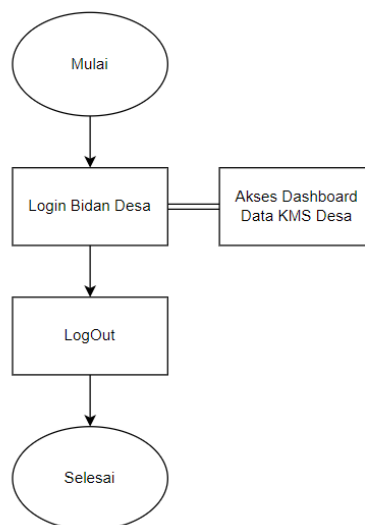 Mulai
Login Bidan Desa
Akses Dashboard
Data KMS Desa
LogOut
Selesai